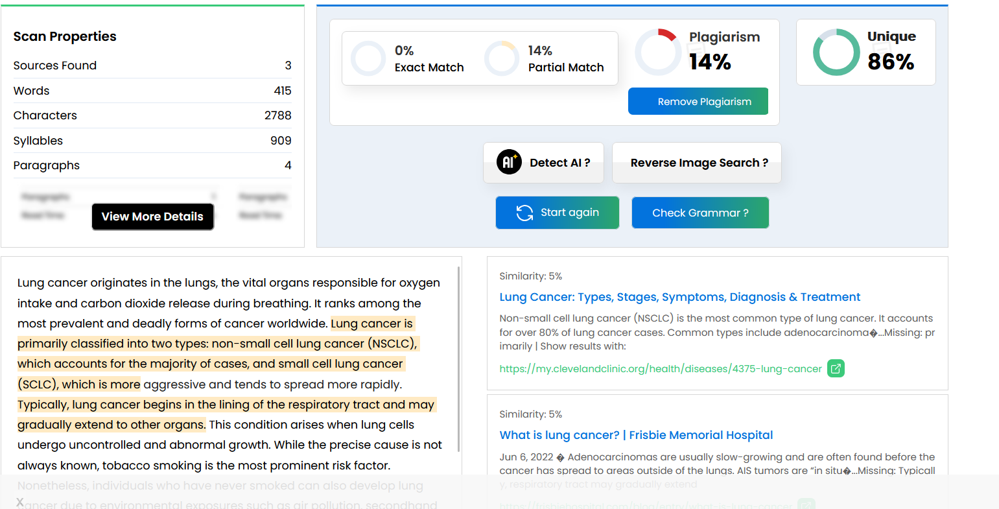 Scan Properties
Sources Found 3
Words 415
Characters 2788
Syllables 909
Paragraphs 4
Paragraphs
Paragraphs
Read Time
Read Time
View More Details
0%
Exact Match
14%
Partial Match
Plagiarism
14%
Remove Plagiarism
Unique
86%
AI
Detect AI ?
Reverse Image Search ?
Start again
Check Grammar ?
Lung cancer originates in the lungs, the vital organs responsible for oxygen
intake and carbon dioxide release during breathing. It ranks among the
most prevalent and deadly forms of cancer worldwide. Lung cancer is
primarily classified into two types: non-small cell lung cancer (NSCLC),
which accounts for the majority of cases, and small cell lung cancer
(SCLC), which is more aggressive and tends to spread more rapidly.
Typically, lung cancer begins in the lining of the respiratory tract and may
gradually extend to other organs. This condition arises when lung cells
undergo uncontrolled and abnormal growth. While the precise cause is not
always known, tobacco smoking is the most prominent risk factor.
Nonetheless, individuals who have never smoked can also develop lung
cancer due to environmental exposures such as air pollution, secondhand
X
Similarity: 5%
Lung Cancer: Types, Stages, Symptoms, Diagnosis & Treatment
Non-small cell lung cancer (NSCLC) is the most common type of lung cancer. It accounts
for over 80% of lung cancer cases. Common types include adenocarcinoma�...Missing: pr
imarily | Show results with:
https://my.clevelandclinic.org/health/diseases/4375-lung-cancer
Similarity: 5%
What is lung cancer? | Frisbie Memorial Hospital
Jun 6, 2022 � Adenocarcinomas are usually slow-growing and are often found before the
cancer has spread to areas outside of the lungs. AIS tumors are “in situ�...Missing: Typicall
y, respiratory tract may gradually extend
https://frisbiehospital.com/blog/entry/what-is-lung-cancer